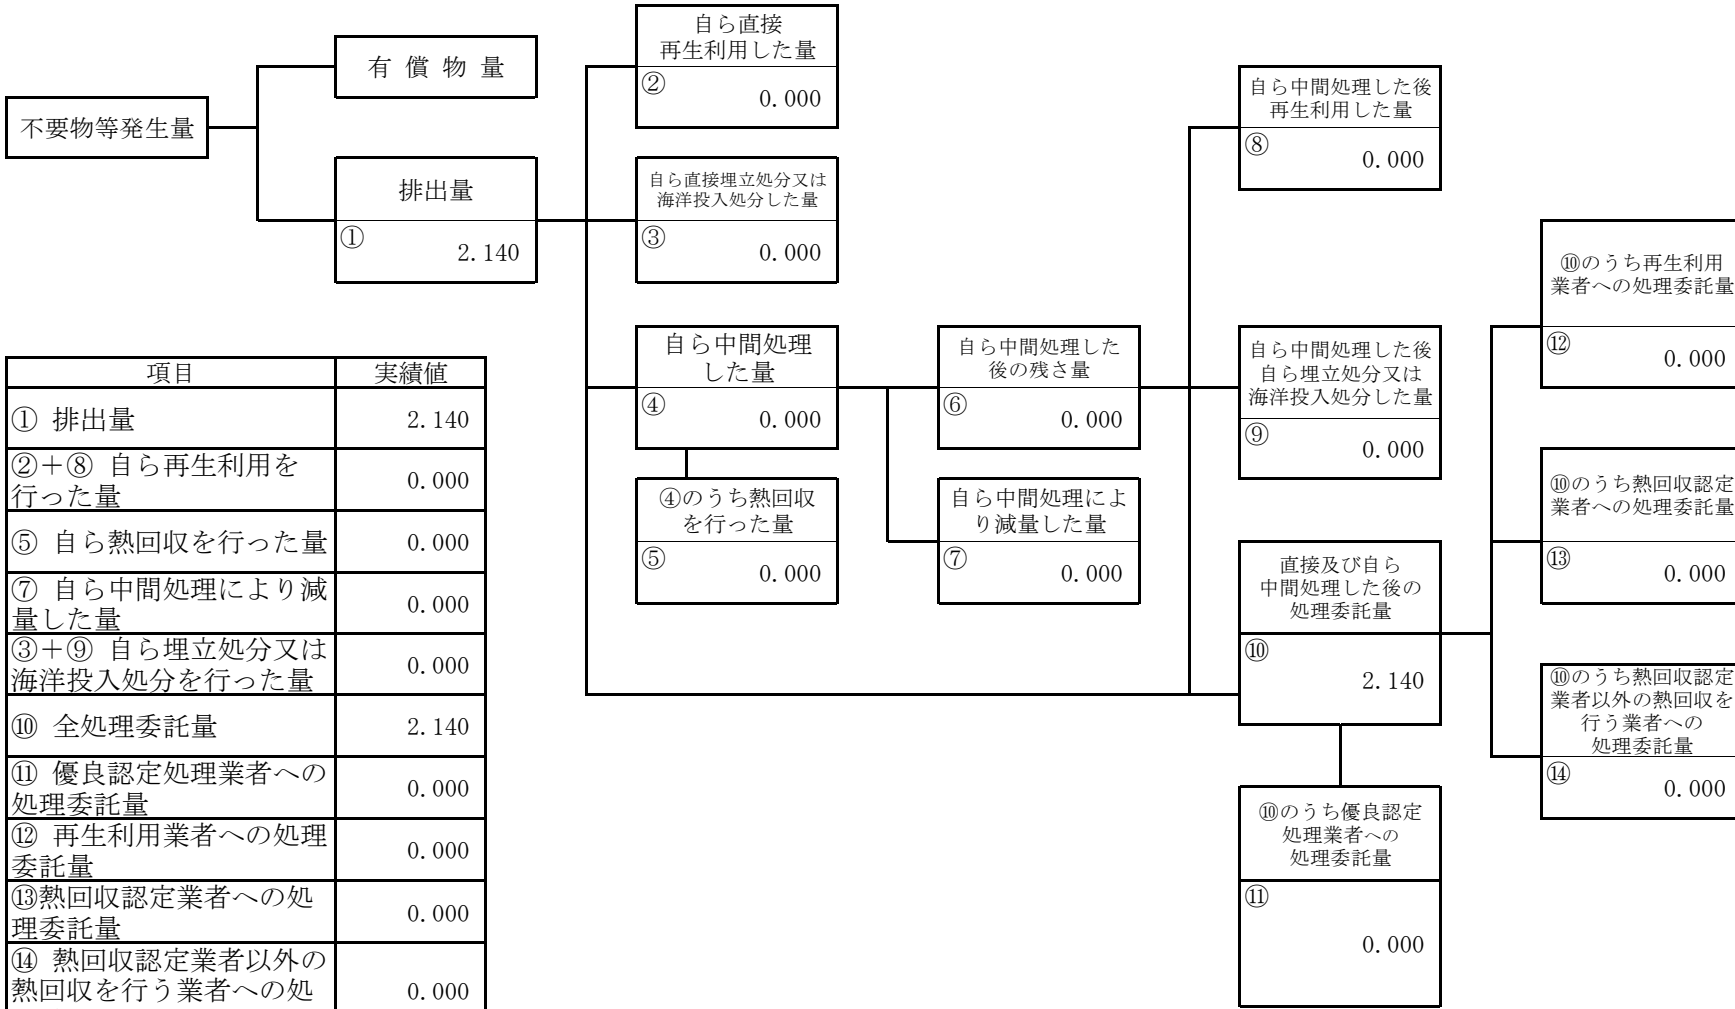 不要物等発生量
有 償 物 量
排出量
①
2.140
自ら直接
再生利用した量
②
0.000
自ら直接埋立処分又は
海洋投入処分した量
③
0.000
自ら中間処理
した量
④
0.000
④のうち熱回収
を行った量
⑤
0.000
自ら中間処理した
後の残さ量
⑥
0.000
自ら中間処理によ
り減量した量
⑦
0.000
自ら中間処理した後
再生利用した量
⑧
0.000
自ら中間処理した後
自ら埋立処分又は
海洋投入処分した量
⑨
0.000
直接及び自ら
中間処理した後の
処理委託量
⑩
2.140
⑩のうち優良認定
処理業者への
処理委託量
⑪
0.000
⑩のうち再生利用
業者への処理委託量
⑫
0.000
⑩のうち熱回収認定
業者への処理委託量
⑬
0.000
⑩のうち熱回収認定
業者以外の熱回収を
行う業者への
処理委託量
⑭
0.000
項目 実績値
① 排出量 2.140
②+⑧ 自ら再生利用を
行った量 0.000
⑤ 自ら熱回収を行った量 0.000
⑦ 自ら中間処理により減
量した量 0.000
③+⑨ 自ら埋立処分又は
海洋投入処分を行った量 0.000
⑩ 全処理委託量 2.140
⑪ 優良認定処理業者への
処理委託量 0.000
⑫ 再生利用業者への処理
委託量 0.000
⑬熱回収認定業者への処
理委託量 0.000
⑭ 熱回収認定業者以外の
熱回収を行う業者への処 0.000